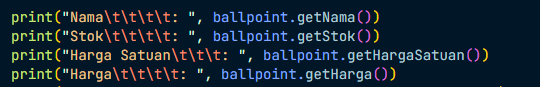 print("Nama\t\t\t\t: ", ballpoint.getNama())
print("Stok\t\t\t\t: ", ballpoint.getStok())
print("Harga Satuan\t\t\t: ", ballpoint.getHargaSatuan())
print("Harga\t\t\t\t: ", ballpoint.getHarga())